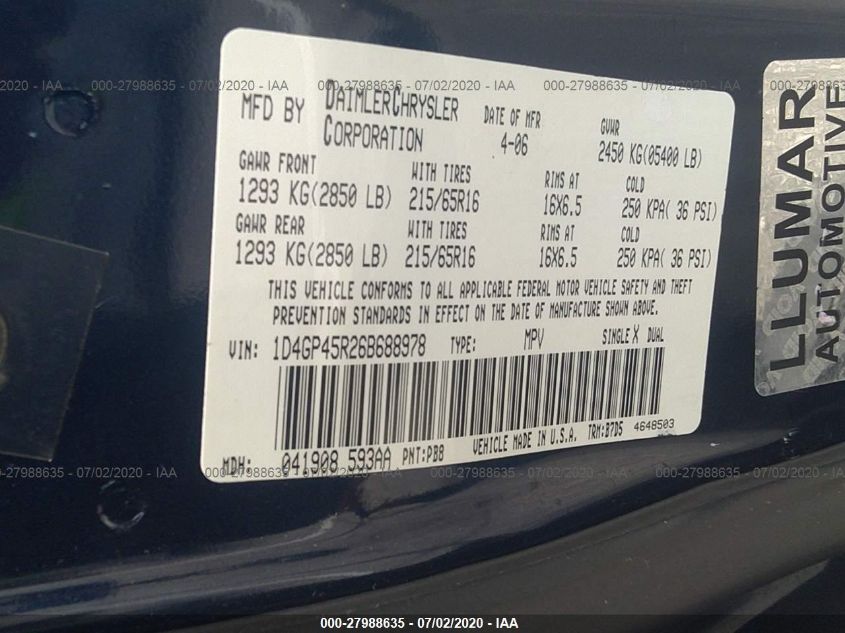 000-27988635 - 07/02/2020 - IAA
MFD BY DAIMLERCHRYSLER CORPORATION DATE OF MFR 4-06 GVWR 2450 KG(05400 LB)
GAWR FRONT WITH TIRES RIMS AT COLD
1293 KG(2850 LB) 215/65R16 16X6.5 250 KPA( 36 PSI)
GAWR REAR WITH TIRES RIMS AT COLD
1293 KG(2850 LB) 215/65R16 16X6.5 250 KPA( 36 PSI)
THIS VEHICLE CONFORMS TO ALL APPLICABLE FEDERAL MOTOR VEHICLE SAFETY AND THEFT
PREVENTION STANDARDS IN EFFECT ON THE DATE OF MANUFACTURE SHOWN ABOVE.
VIN: 1D4GP45R26B688978 TYPE: MPV SINGLE X DUAL
MDH: 041908 593AA PNT:PB8 VEHICLE MADE IN U.S.A. TRM:B7D5 4648503
LLUMAR
AUTOMOTIVE
000-27988635 - 07/02/2020 - IAA